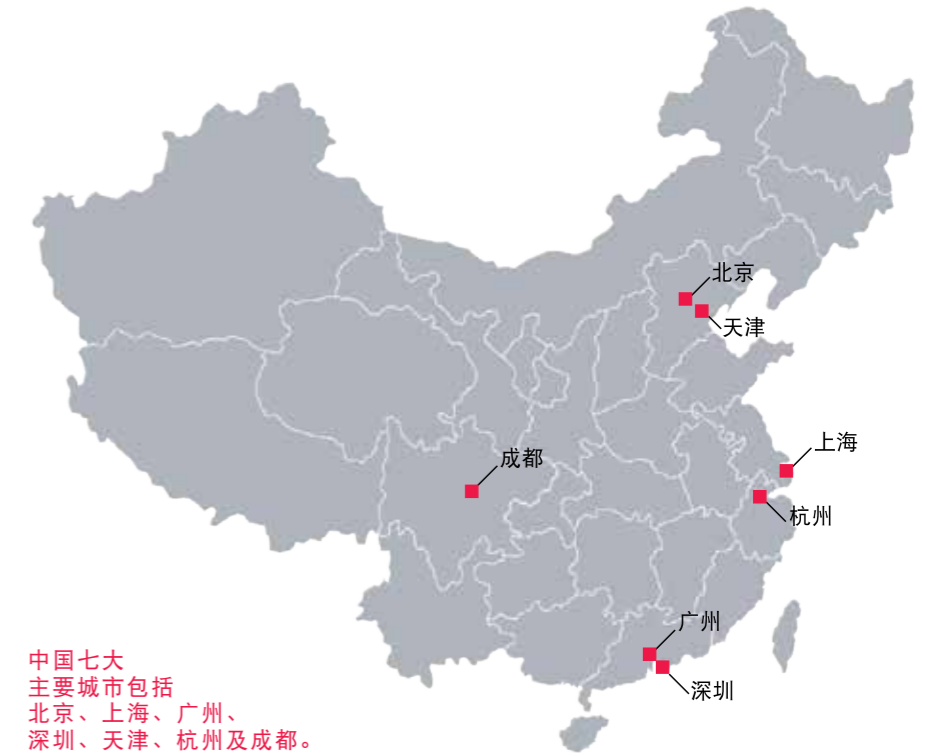 北京
天津
上海
成都
杭州
广州
深圳
中国七大
主要城市包括
北京、上海、广州、
深圳、天津、杭州及成都。